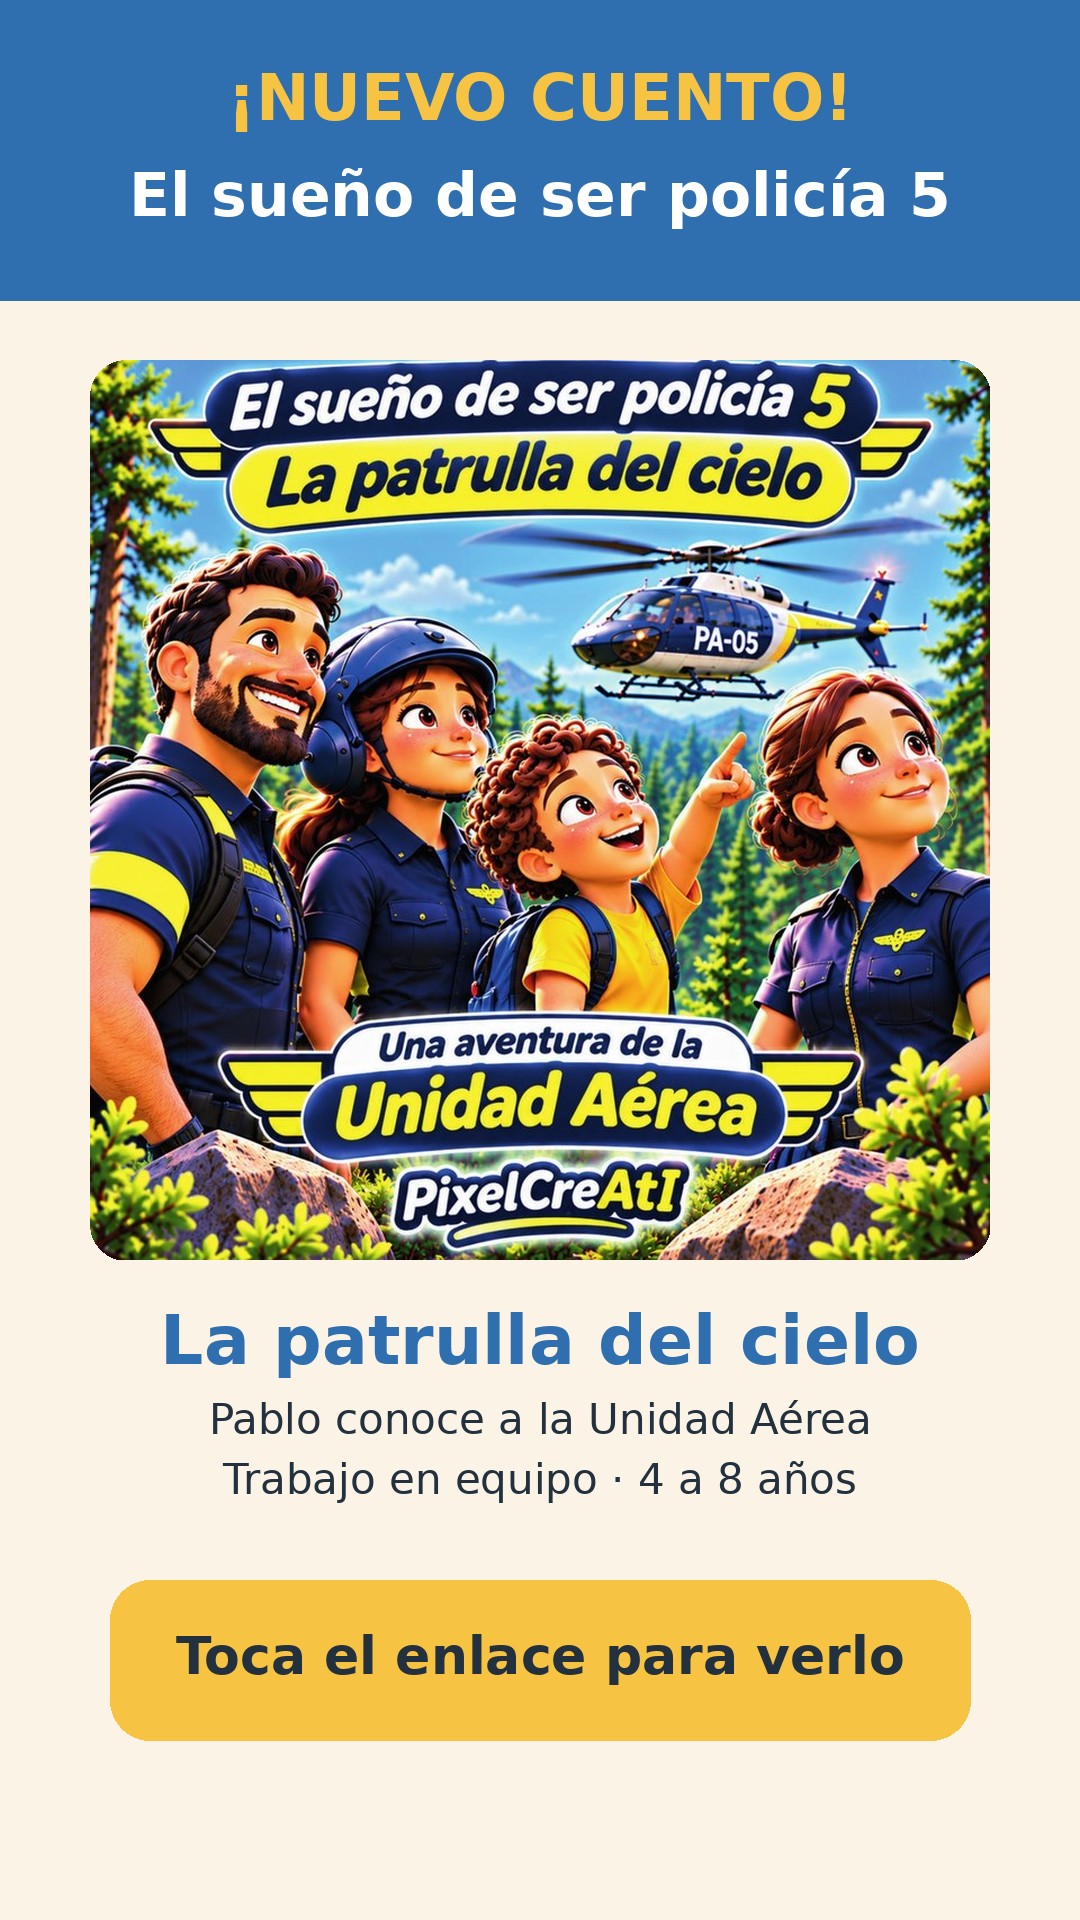 ¡NUEVO CUENTO!
El sueño de ser policía 5
El sueño de ser policía 5
La patrulla del cielo
PA-05
Una aventura de la
Unidad Aérea
PixelCreAtI
La patrulla del cielo
Pablo conoce a la Unidad Aérea
Trabajo en equipo · 4 a 8 años
Toca el enlace para verlo